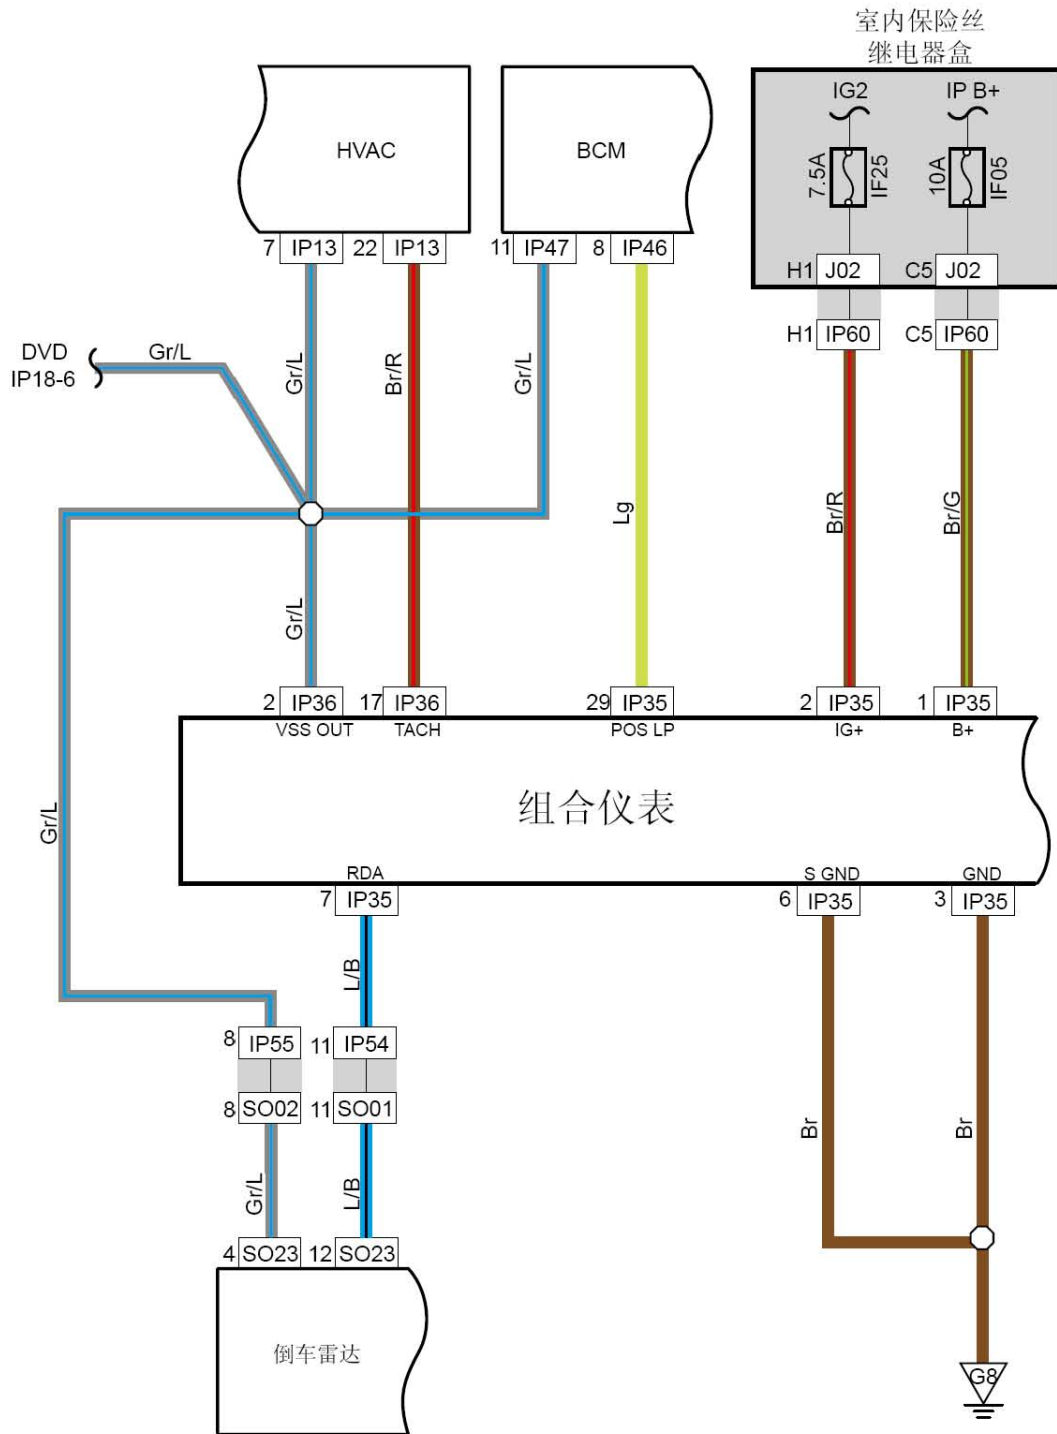 室内保险丝
继电器盒
IG2
IP B+
7.5A
IF25
10A
IF05
HVAC
BCM
7 IP13
22 IP13
11 IP47
8 IP46
H1 J02
C5 J02
H1 IP60
C5 IP60
DVD
IP18-6
Gr/L
Gr/L
Br/R
Gr/L
Lg
Br/R
Br/G
Gr/L
2 IP36
17 IP36
29 IP35
2 IP35
1 IP35
VSS OUT
TACH
POS LP
IG+
B+
组合仪表
Gr/L
RDA
S GND
GND
7 IP35
6 IP35
3 IP35
L/B
8 IP55
11 IP54
8 SO02
11 SO01
Br
Br
Gr/L
L/B
4 SO23
12 SO23
倒车雷达
G8